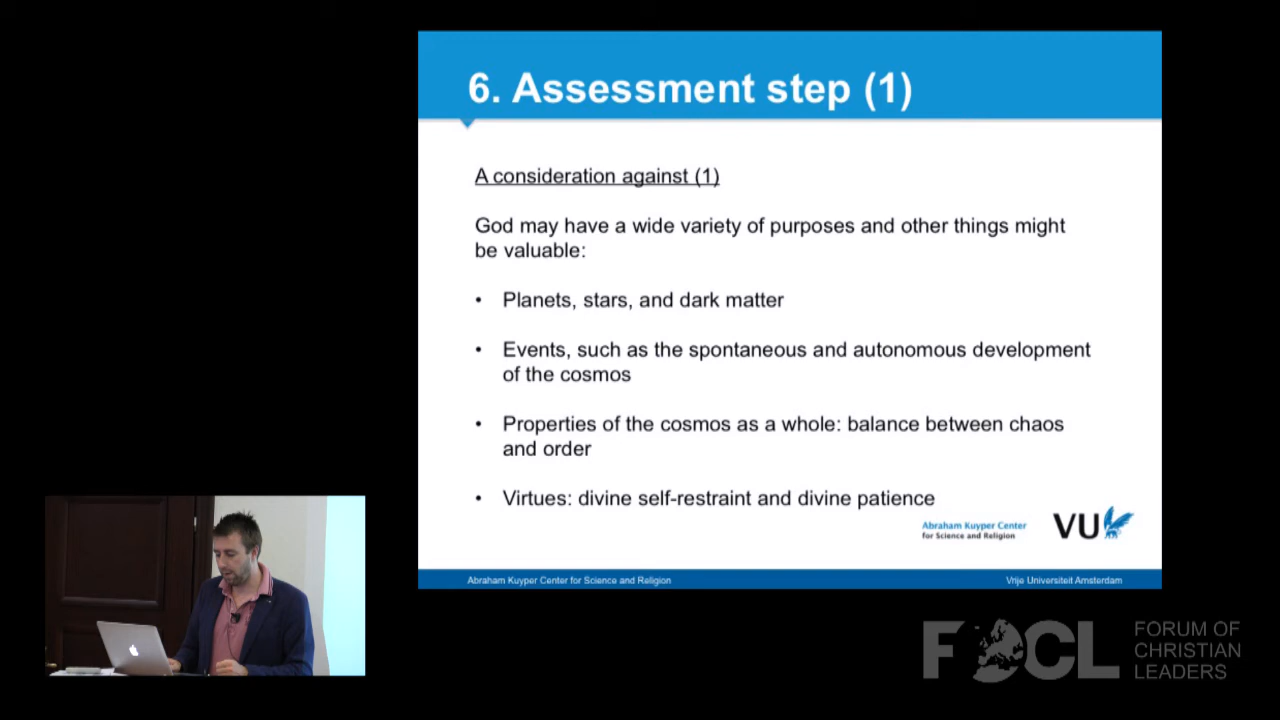 6. Assessment step (1)
A consideration against (1)
God may have a wide variety of purposes and other things might
be valuable:
• Planets, stars, and dark matter
• Events, such as the spontaneous and autonomous development
of the cosmos
• Properties of the cosmos as a whole: balance between chaos
and order
• Virtues: divine self-restraint and divine patience
Abraham Kuyper Center
for Science and Religion
VU
Abraham Kuyper Center for Science and Religion
Vrije Universiteit Amsterdam
FOCL
FORUM OF
CHRISTIAN
LEADERS